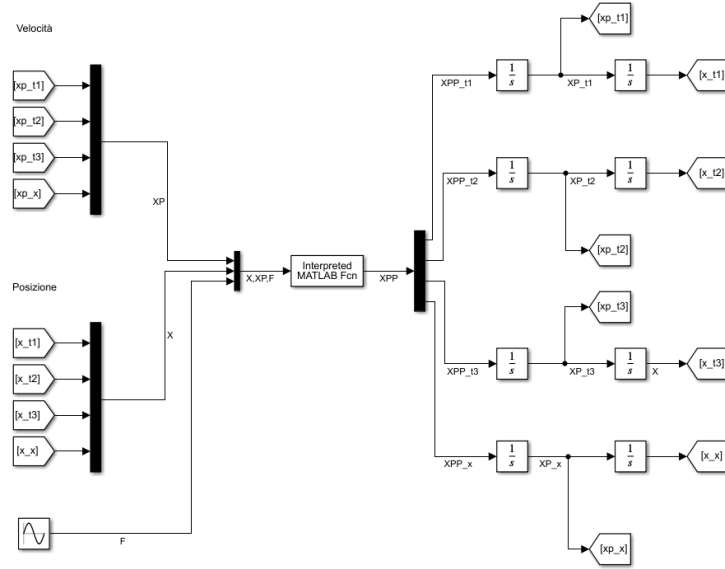 Velocità
[xp_t1]
[xp_t2]
[xp_t3]
[xp_x]
XP
Posizione
[x_t1]
[x_t2]
[x_t3]
[x_x]
X
F
X,XP,F
Interpreted
MATLAB Fcn
XPP
XPP_t1
1
s
[xp_t1]
XP_t1
1
s
[x_t1]
XPP_t2
1
s
XP_t2
1
s
[x_t2]
[xp_t2]
[xp_t3]
XPP_t3
1
s
XP_t3
1
s
X
[x_t3]
XPP_x
1
s
XP_x
1
s
[x_x]
[xp_x]